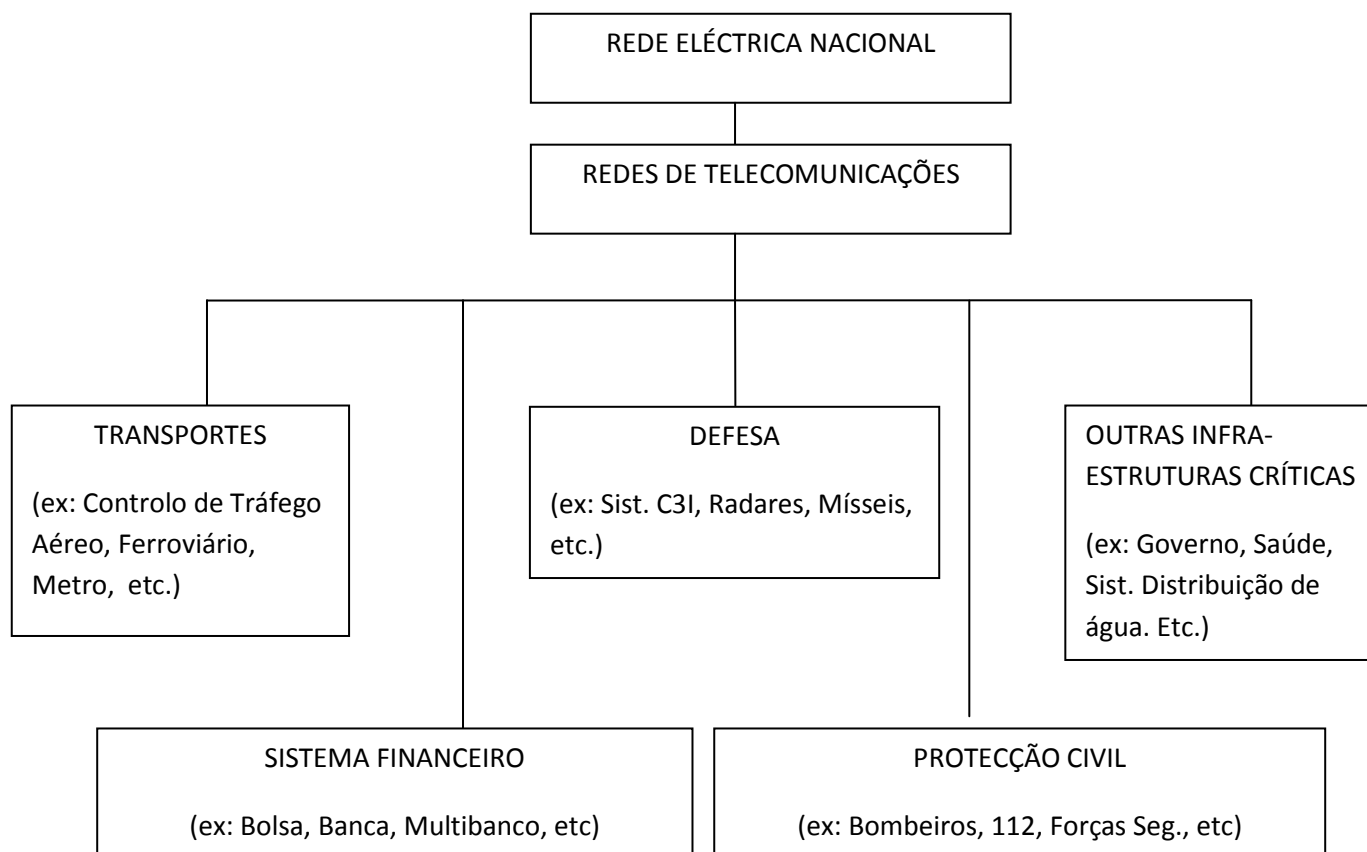 REDE ELÉCTRICA NACIONAL
REDES DE TELECOMUNICAÇÕES
TRANSPORTES
(ex: Controlo de Tráfego
Aéreo, Ferroviário,
Metro, etc.)
DEFESA
(ex: Sist. C3I, Radares, Mísseis,
etc.)
OUTRAS INFRA-
ESTRUTURAS CRÍTICAS
(ex: Governo, Saúde,
Sist. Distribuição de
água. Etc.)
SISTEMA FINANCEIRO
(ex: Bolsa, Banca, Multibanco, etc)
PROTECÇÃO CIVIL
(ex: Bombeiros, 112, Forças Seg., etc)